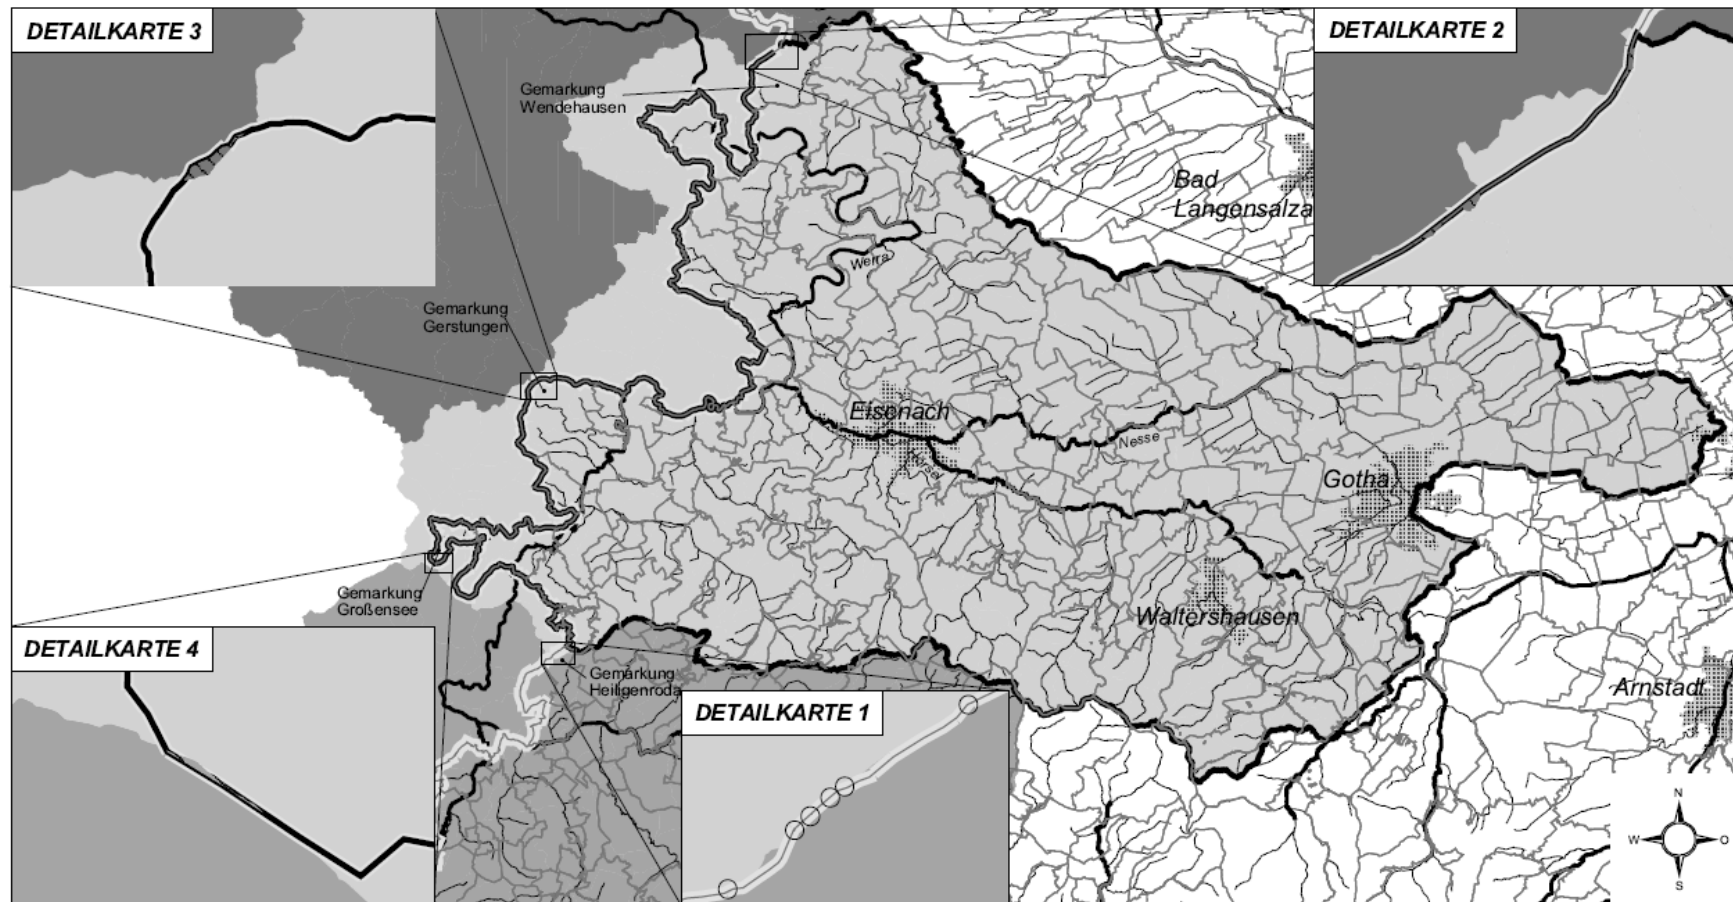 DETAILKARTE 3
DETAILKARTE 2
Gemarkung
Wendehausen
Bad
Langensalza
Werra
Gemarkung
Gerstungen
Eisenach
Nesse
Hörsel
Gotha
Gemarkung
Großensee
Waltershausen
DETAILKARTE 4
Gemarkung
Heiligenroda
Arnstadt
DETAILKARTE 1
N
W
O
S